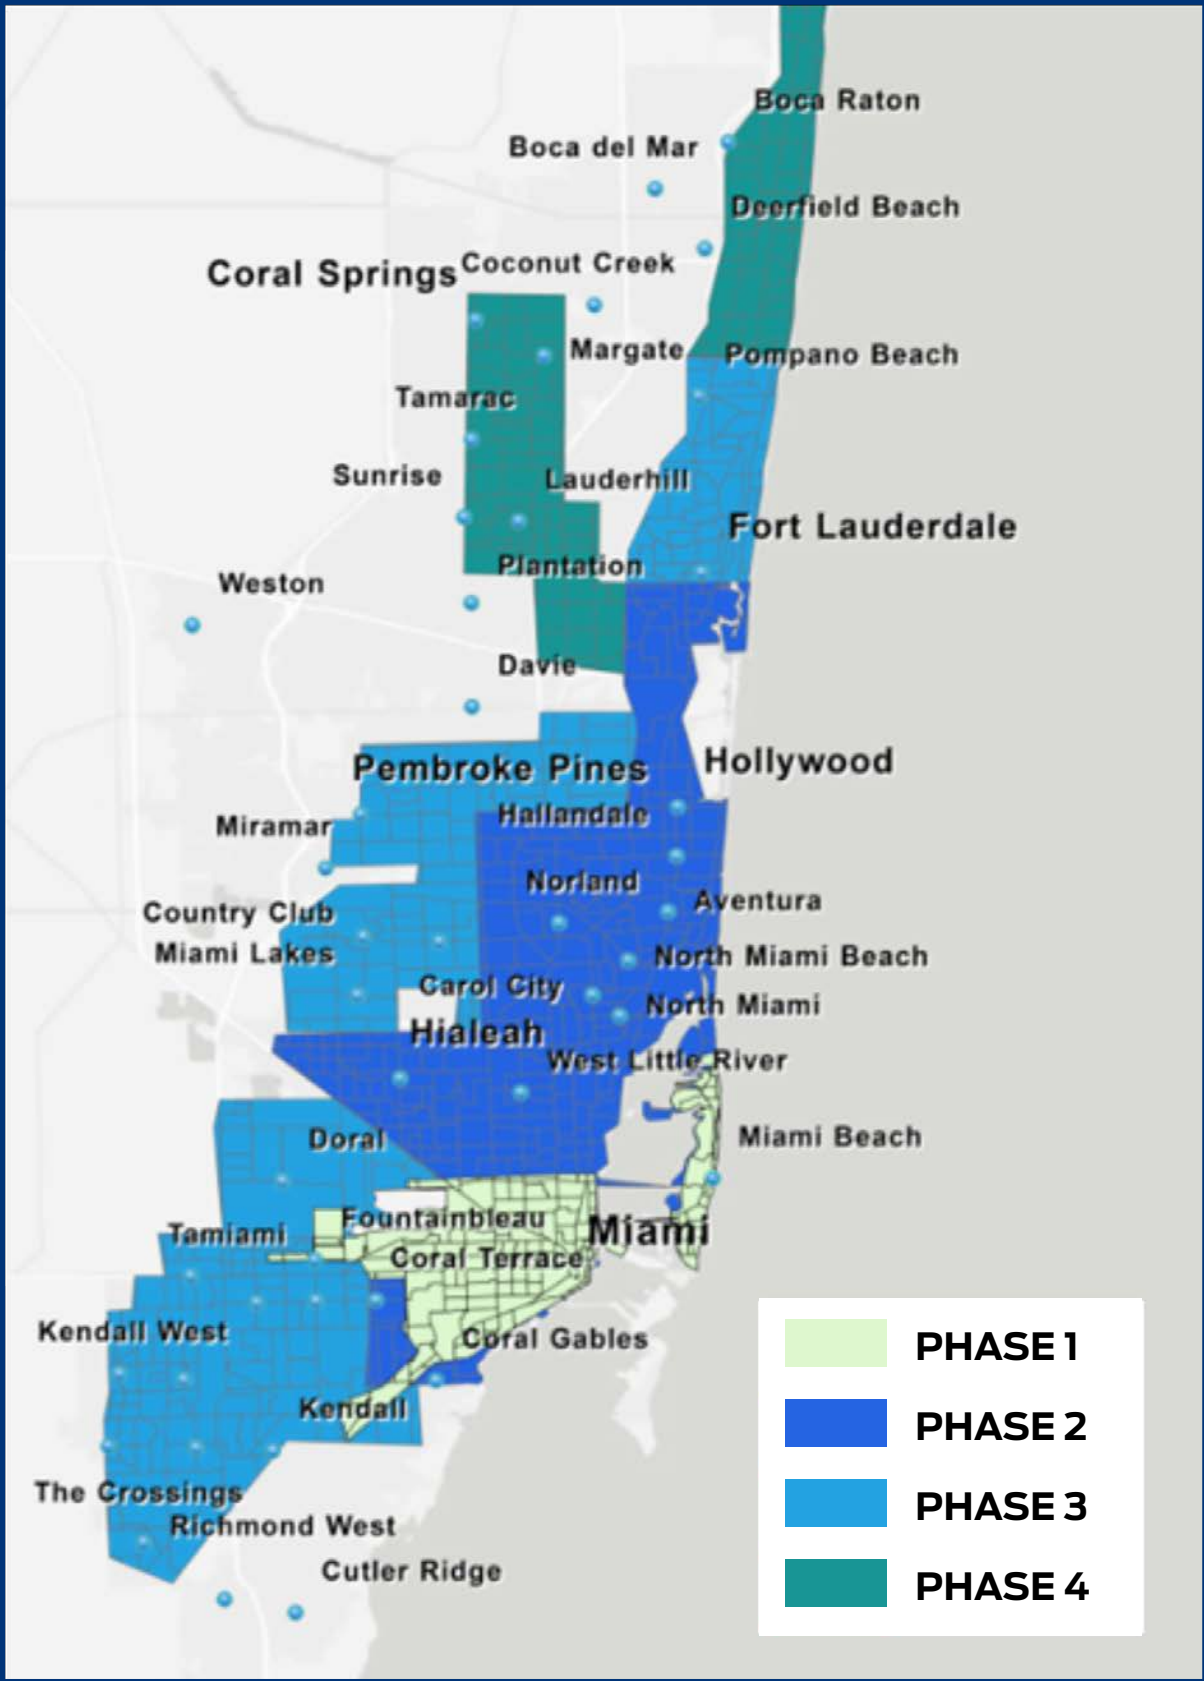 Boca Raton
Boca del Mar
Deerfield Beach
Coconut Creek
Coral Springs
Margate
Pompano Beach
Tamarac
Sunrise
Lauderhill
Fort Lauderdale
Plantation
Weston
Davie
Pembroke Pines
Hollywood
Hallandale
Miramar
Norland
Aventura
Country Club
Miami Lakes
North Miami Beach
Carol City
North Miami
Hialeah
West Little River
Doral
Miami Beach
Fountainbleau
Tamiami
Miami
Coral Terrace
Kendall West
Coral Gables
Kendall
The Crossings
Richmond West
Cutler Ridge
PHASE 1
PHASE 2
PHASE 3
PHASE 4